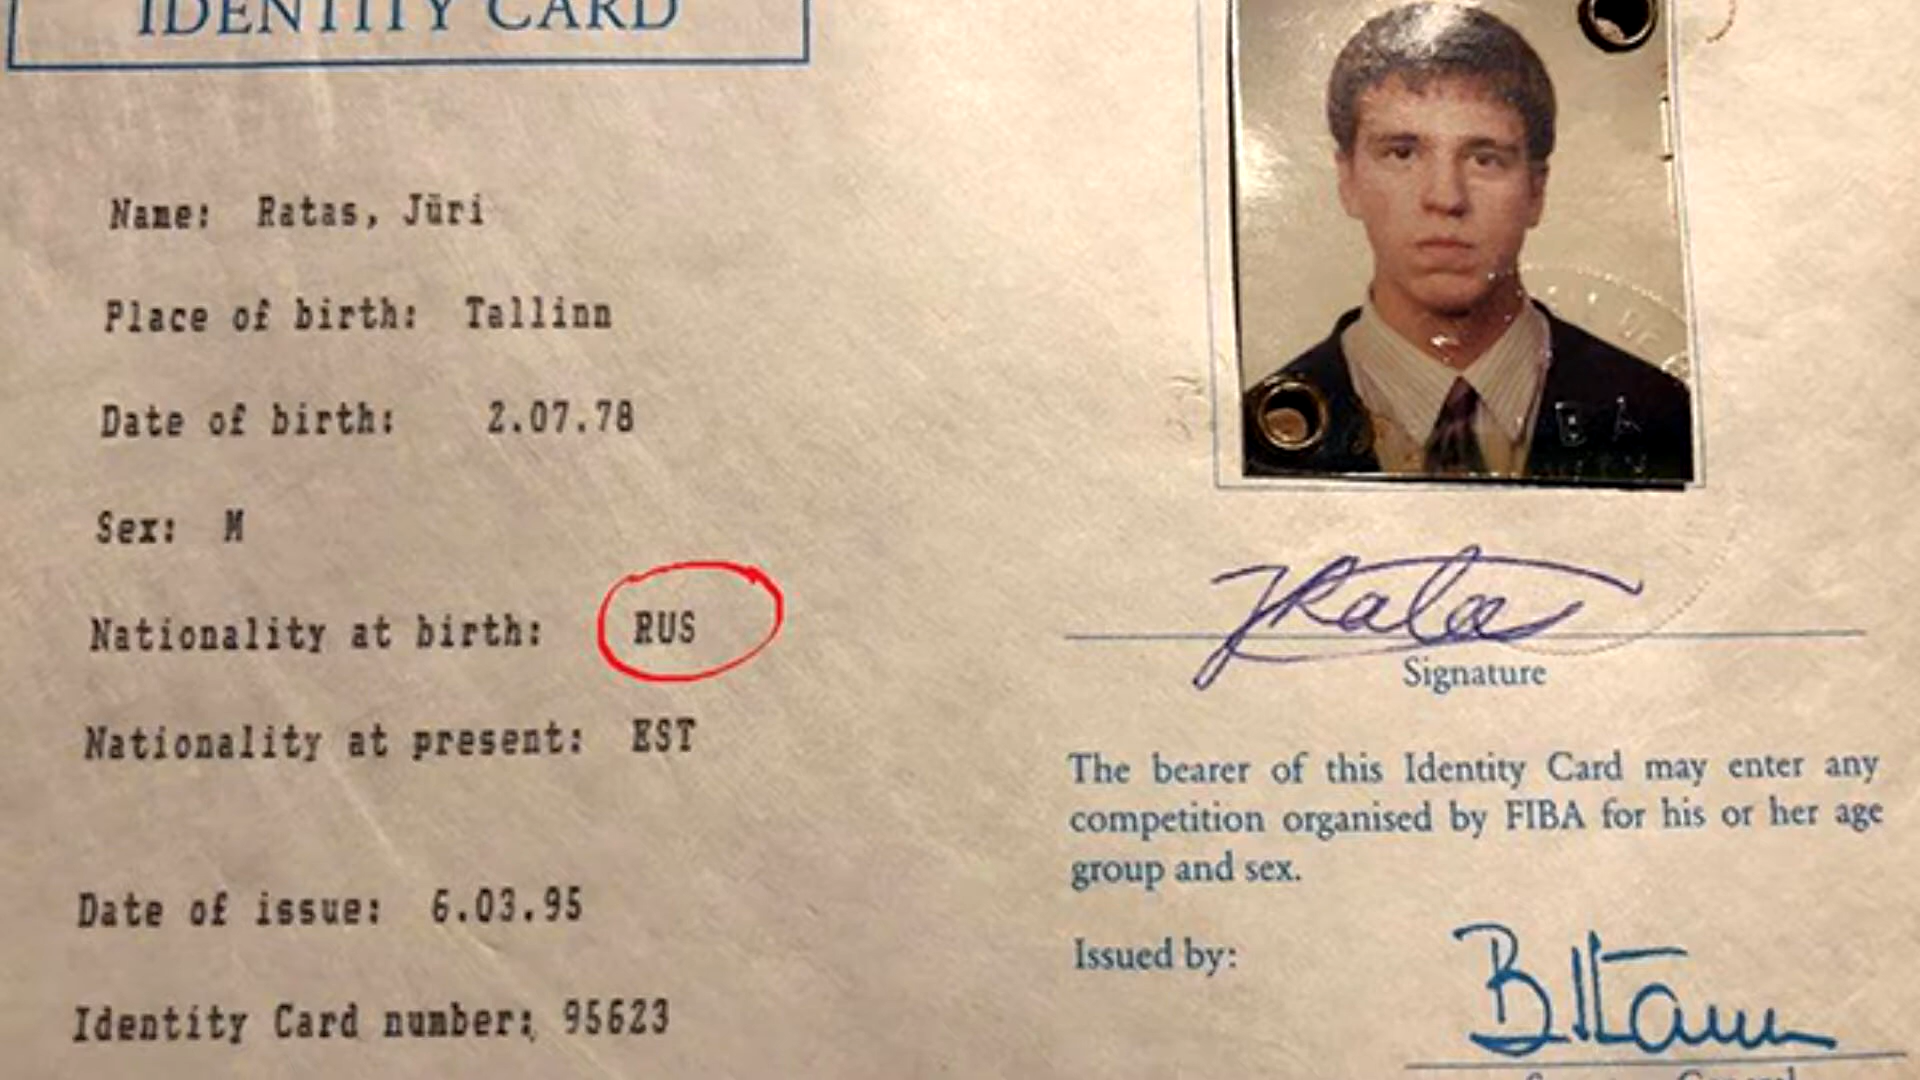 IDENTITY CARD
Name: Ratas, Jüri
Place of birth: Tallinn
Date of birth: 2.07.78
Sex: M
Nationality at birth: RUS
Nationality at present: EST
Date of issue: 6.03.95
Identity Card number: 95623
Signature
The bearer of this Identity Card may enter any
competition organised by FIBA for his or her age
group and sex.
Issued by: